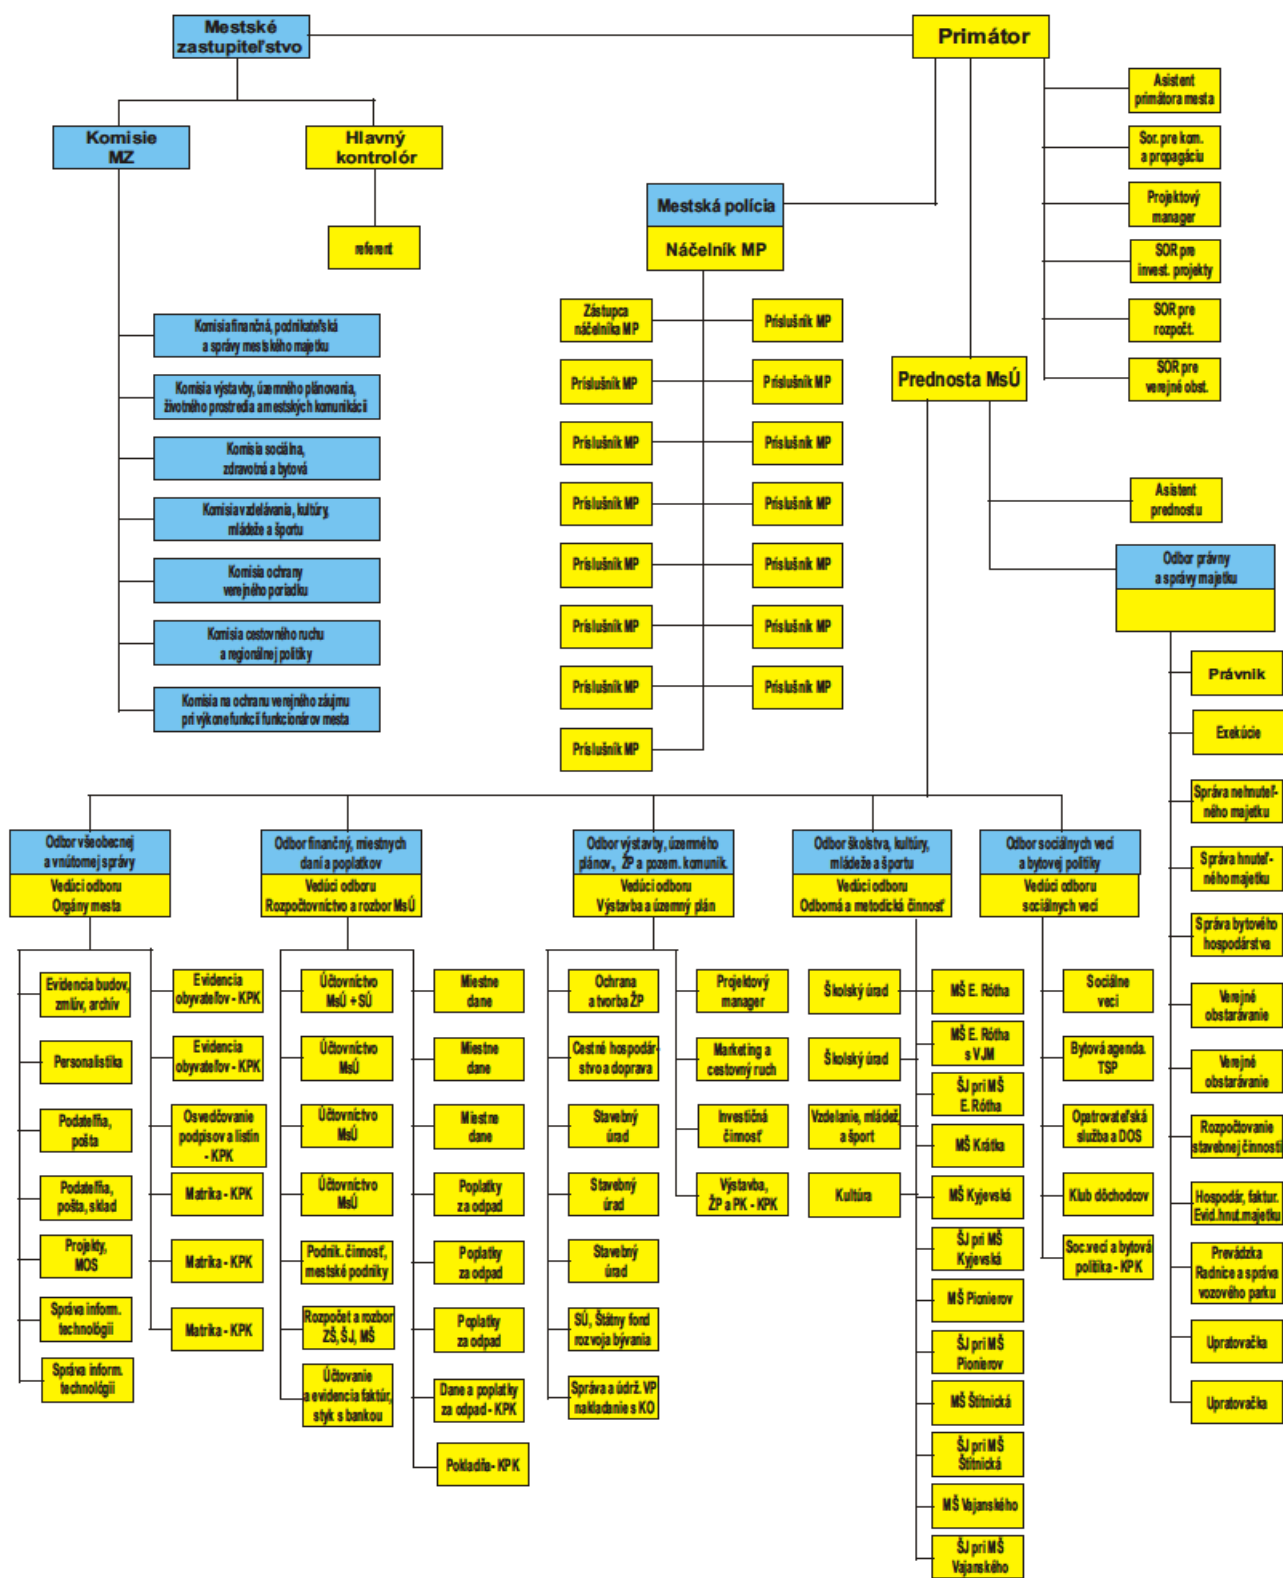 Mestské
zastupiteľstvo
Primátor
Komisie
MZ
Hlavný
kontrolór
referent
Asistent
primátora mesta
Sor. pre kom.
a propagáciu
Projektový
manager
SOR pre
invest. projekty
SOR pre
rozpočt.
SOR pre
verejné obst.
Mestská polícia
Náčelník MP
Komisia finančná, podnikateľská
a správy mestského majetku
Komisia výstavby, územného plánovania,
životného prostredia a mestských komunikácii
Komisia sociálna,
zdravotná a bytová
Komisia vzdelávania, kultúry,
mládeže a športu
Komisia ochrany
verejného poriadku
Komisia cestovného ruchu
a regionálnej politiky
Komisia na ochranu verejného záujmu
pri výkone funkcií funkcionárov mesta
Zástupca
náčelníka MP
Príslušník MP
Príslušník MP
Príslušník MP
Príslušník MP
Príslušník MP
Príslušník MP
Príslušník MP
Príslušník MP
Príslušník MP
Príslušník MP
Príslušník MP
Príslušník MP
Príslušník MP
Príslušník MP
Prednosta MsÚ
Asistent
prednostu
Odbor právny
a správy majetku
Právnik
Exekúcie
Správa nehnuteľ-
ného majetku
Správa hnuteľ-
ného majetku
Správa bytového
hospodárstva
Verejné
obstarávanie
Verejné
obstarávanie
Rozpočtovanie
stavebnej činnosti
Hospodár, faktur.
Evid.hnut.majetku
Prevádzka
Radnice a správa
vozového parku
Upratovačka
Upratovačka
Odbor všeobecnej
a vnútornej správy
Vedúci odboru
Orgány mesta
Evidencia budov,
zmlúv, archív
Personalistika
Podateľňa,
pošta
Podateľňa,
pošta, sklad
Projekty,
MOS
Správa inform.
technológii
Správa inform.
technológii
Evidencia
obyvateľov - KPK
Evidencia
obyvateľov - KPK
Osvedčovanie
podpisov a listín
- KPK
Matrika - KPK
Matrika - KPK
Matrika - KPK
Odbor finančný, miestnych
daní a poplatkov
Vedúci odboru
Rozpočtovníctvo a rozbor MsÚ
Účtovníctvo
MsÚ + SÚ
Účtovníctvo
MsÚ
Účtovníctvo
MsÚ
Účtovníctvo
MsÚ
Podnik. činnosť,
mestské podniky
Rozpočet a rozbor
ZŠ, ŠJ, MŠ
Účtovanie
a evidencia faktúr,
styk s bankou
Miestne
dane
Miestne
dane
Miestne
dane
Poplatky
za odpad
Poplatky
za odpad
Poplatky
za odpad
Dane a poplatky
za odpad - KPK
Pokladňa- KPK
Odbor výstavby, územného
plánov., ŽP a pozem. komunik.
Vedúci odboru
Výstavba a územný plán
Ochrana
a tvorba ŽP
Cestné hospodár-
stvo a doprava
Stavebný
úrad
Stavebný
úrad
Stavebný
úrad
SÚ, Štátny fond
rozvoja bývania
Správa a údrž. VP
nakladanie s KO
Projektový
manager
Marketing a
cestovný ruch
Investičná
činnosť
Výstavba,
ŽP a PK - KPK
Odbor školstva, kultúry,
mládeže a športu
Vedúci odboru
Odborná a metodická činnosť
Školský úrad
Školský úrad
Vzdelanie, mládež,
a šport
Kultúra
MŠ E. Rótha
MŠ E. Rótha
s VJM
ŠJ pri MŠ
E. Rótha
MŠ Krátka
MŠ Kyjevská
ŠJ pri MŠ
Kyjevská
MŠ Pionierov
ŠJ pri MŠ
Pionierov
MŠ Štítnická
ŠJ pri MŠ
Štítnická
MŠ Vajanského
ŠJ pri MŠ
Vajanského
Odbor sociálnych vecí
a bytovej politiky
Vedúci odboru
sociálnych vecí
Sociálne
veci
Bytová agenda.
TSP
Opatrovateľská
služba a DOS
Klub dôchodcov
Soc.vecí a bytová
politika - KPK